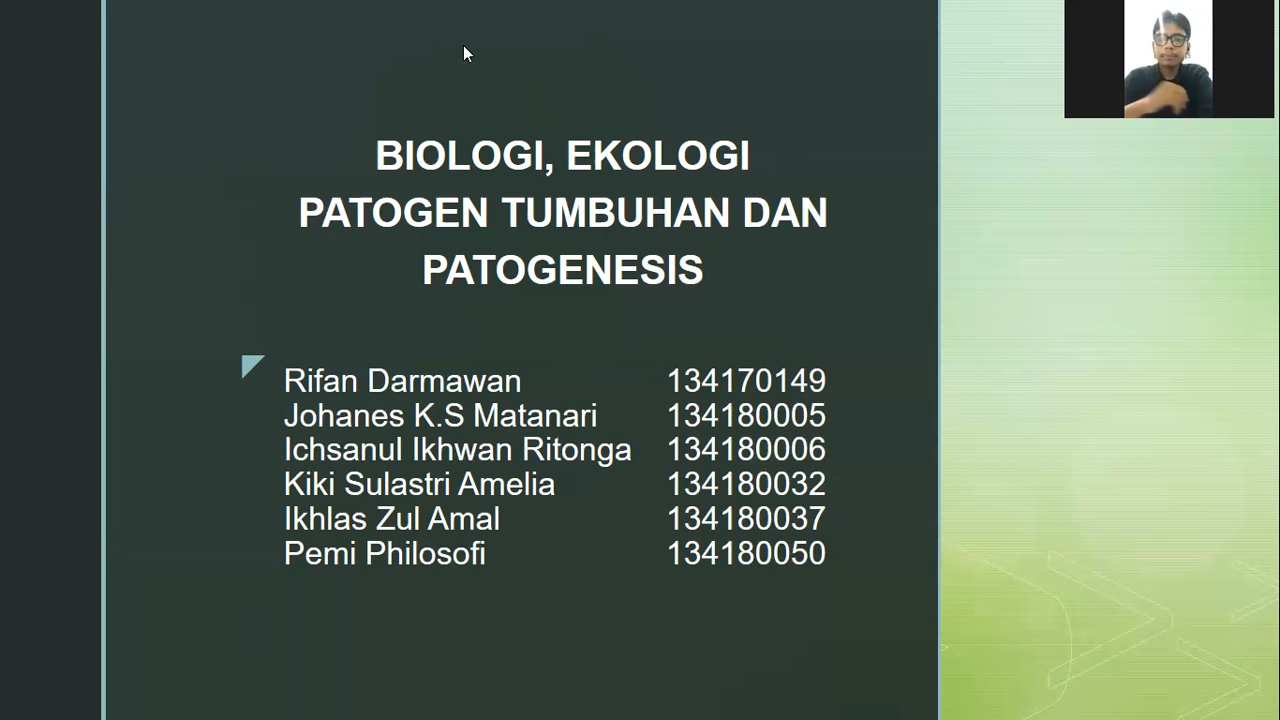 BIOLOGI, EKOLOGI
PATOGEN TUMBUHAN DAN
PATOGENESIS
Rifan Darmawan 134170149
Johanes K.S Matanari 134180005
Ichsanul Ikhwan Ritonga 134180006
Kiki Sulastri Amelia 134180032
Ikhlas Zul Amal 134180037
Pemi Philosofi 134180050